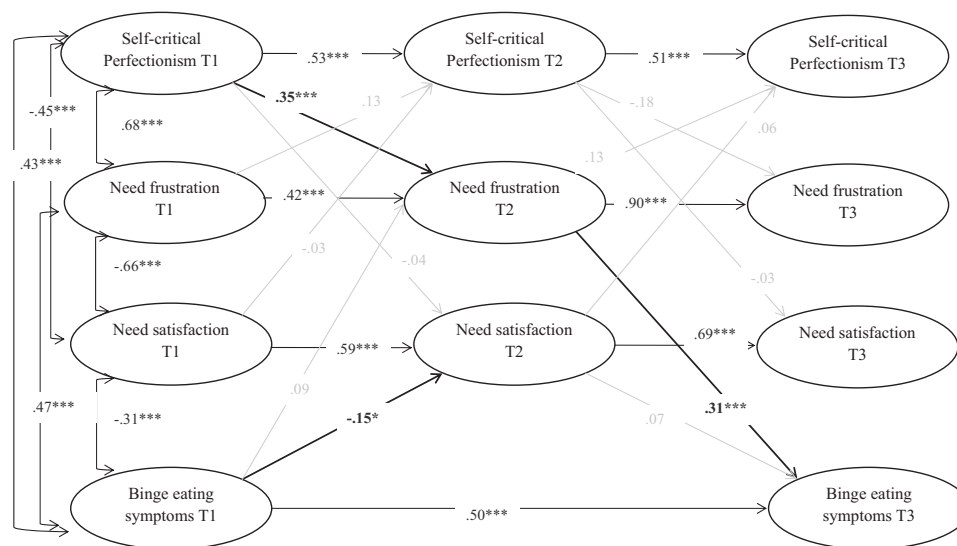 Self-critical
Perfectionism T1
Self-critical
Perfectionism T2
Self-critical
Perfectionism T3
.53***
.51***
-.45***
.35***
.13
-.18
.06
.68***
.43***
.13
Need frustration
T1
Need frustration
T2
Need frustration
T3
.42***
.90***
-.03
-.04
-.66***
-.03
Need satisfaction
T1
Need satisfaction
T2
Need satisfaction
T3
.59***
.69***
.09
.47***
-.31***
-.15*
.07
.31***
Binge eating
symptoms T1
Binge eating
symptoms T3
.50***